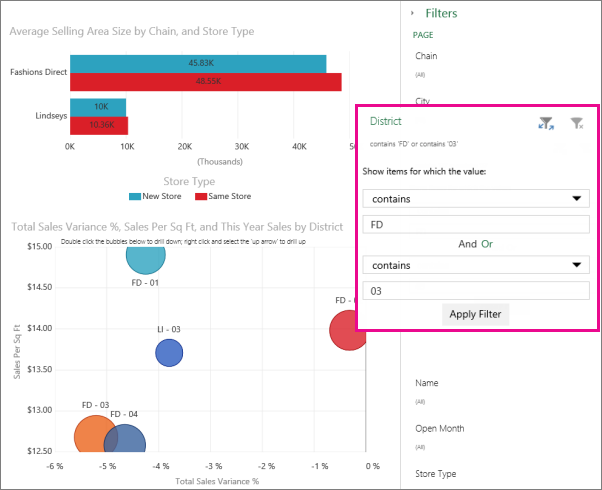 Average Selling Area Size by Chain, and Store Type
Fashions Direct
45.83K
48.55K
Lindseys
10K
10.36K
0K 10K 20K 30K 40K
(Thousands)
Store Type
New Store Same Store
Total Sales Variance %, Sales Per Sq Ft, and This Year Sales by District
Double click the bubbles below to drill down; right click and select the 'up arrow' to drill up
Sales Per Sq Ft
$15.00
$14.50
$14.00
$13.50
$13.00
$12.50
FD - 01
FD -
LI - 03
FD - 03
FD - 04
-6 % -5 % -4 % -3 % -2 % -1 % 0 %
Total Sales Variance %
Filters
PAGE
Chain
(All)
City
District
contains 'FD' or contains '03'
Show items for which the value:
contains
FD
And Or
contains
03
Apply Filter
Name
(All)
Open Month
(All)
Store Type